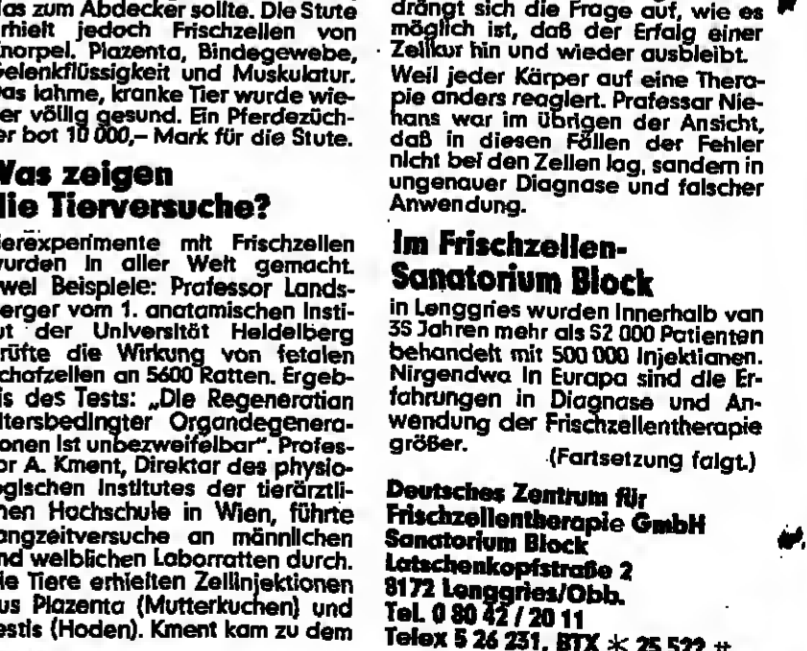 das zum Abdecker sollte. Die Stute
erhielt jedoch Frischzellen von
Knorpel, Plazenta, Bindegewebe,
Gelenkflüssigkeit und Muskulatur.
Das lahme, kranke Tier wurde wie-
der völlig gesund. Ein Pferdezüch-
er bot 10 000,– Mark für die Stute.
Was zeigen
die Tierversuche?
Tierexperimente mit Frischzellen
wurden in aller Welt gemacht.
Zwei Beispiele: Professor Lands-
berger vom 1. anatomischen Insti-
tut der Universität Heidelberg
prüfte die Wirkung von fetalen
Schafzellen an 5600 Ratten. Ergeb-
nis des Tests: „Die Regeneration
altersbedingter Organdegenera-
tionen ist unbezweifelbar“. Profes-
sor A. Kment, Direktor des physio-
logischen Institutes der tierärztli-
chen Hochschule in Wien, führte
Langzeitversuche an männlichen
und weiblichen Laborratten durch.
Die Tiere erhielten Zellinjektionen
aus Plazenta (Mutterkuchen) und
Testis (Hoden). Kment kam zu dem
drängt sich die Frage auf, wie es
möglich ist, daß der Erfolg einer
Zellkur hin und wieder ausbleibt.
Weil jeder Körper auf eine Thera-
pie anders reagiert. Professor Nie-
hans war im übrigen der Ansicht,
daß in diesen Fällen der Fehler
nicht bei den Zellen lag, sondern in
ungenauer Diagnose und falscher
Anwendung.
Im Frischzellen-
Sanatorium Block
in Lenggries wurden innerhalb von
35 Jahren mehr als 52 000 Patienten
behandelt mit 500 000 Injektionen.
Nirgendwo in Europa sind die Er-
fahrungen in Diagnose und An-
wendung der Frischzellentherapie
größer.
(Fortsetzung folgt.)
Deutsches Zentrum für
Frischzellentherapie GmbH
Sanatorium Block
Latschenkopfstraße 2
8172 Lenggries/Obb.
Tel. 0 80 42 / 20 11
Telex 5 26 231, BTX * 25 522 #